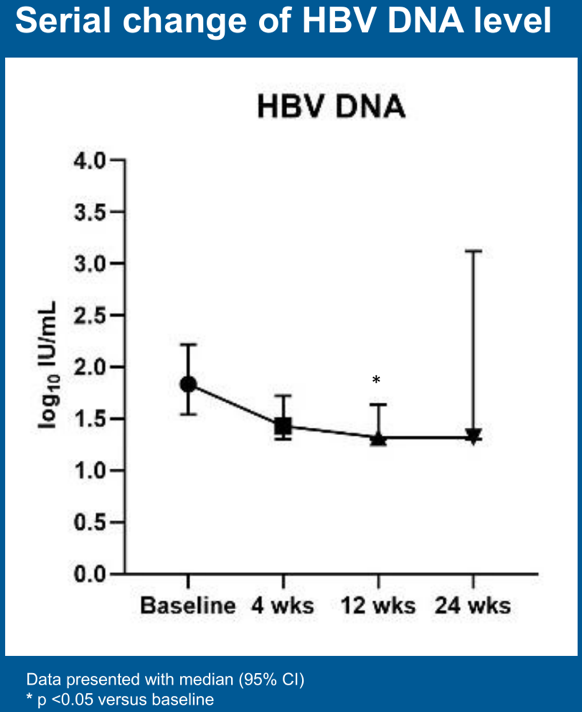 Serial change of HBV DNA level
HBV DNA
4.0
3.5
3.0
2.5
2.0
1.5
1.0
0.5
0.0
log10 IU/mL
*
Baseline 4 wks 12 wks 24 wks
Data presented with median (95% CI)
* p <0.05 versus baseline